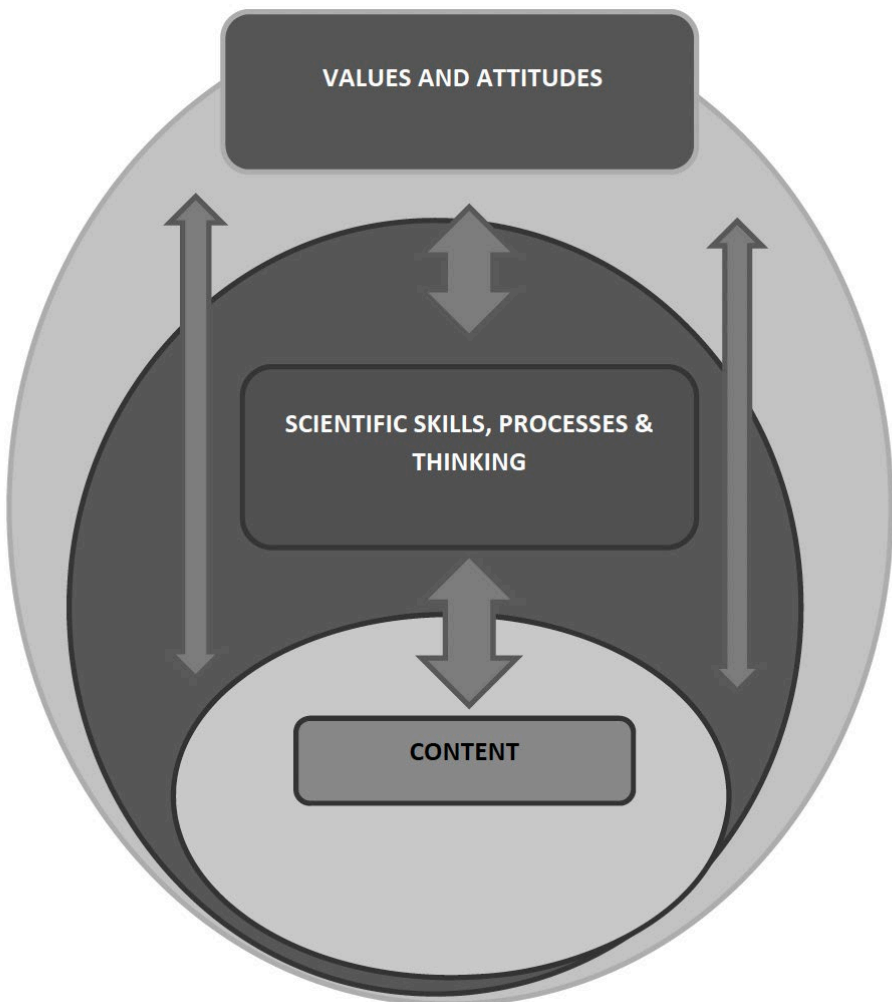 VALUES AND ATTITUDES
SCIENTIFIC SKILLS, PROCESSES &
THINKING
CONTENT